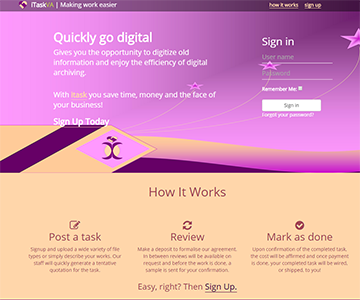 ITaskVA | Making work easier
how it works sign up
Quickly go digital
Gives you the opportunity to digitize old
information and enjoy the efficiency of digital
archiving.
With itask you save time, money and the face of
your business!
Sign Up Today
Sign in
User name
Password
Remember Me:
Sign in
Forgot your password?
How It Works
Post a task
Signup and upload a wide variety of file
types or simply describe your works. Our
staff will quickly generate a tentative
quotation for the task.
Review
Make a deposit to formalise our agreement.
In between reviews will be available on
request and before the work is done, a
sample is sent for your confirmation.
Mark as done
Upon confirmation of the completed task,
the cost will be affirmed and once payment
is done, your completed task will be wired,
or shipped, to you!
Easy, right? Then Sign Up.